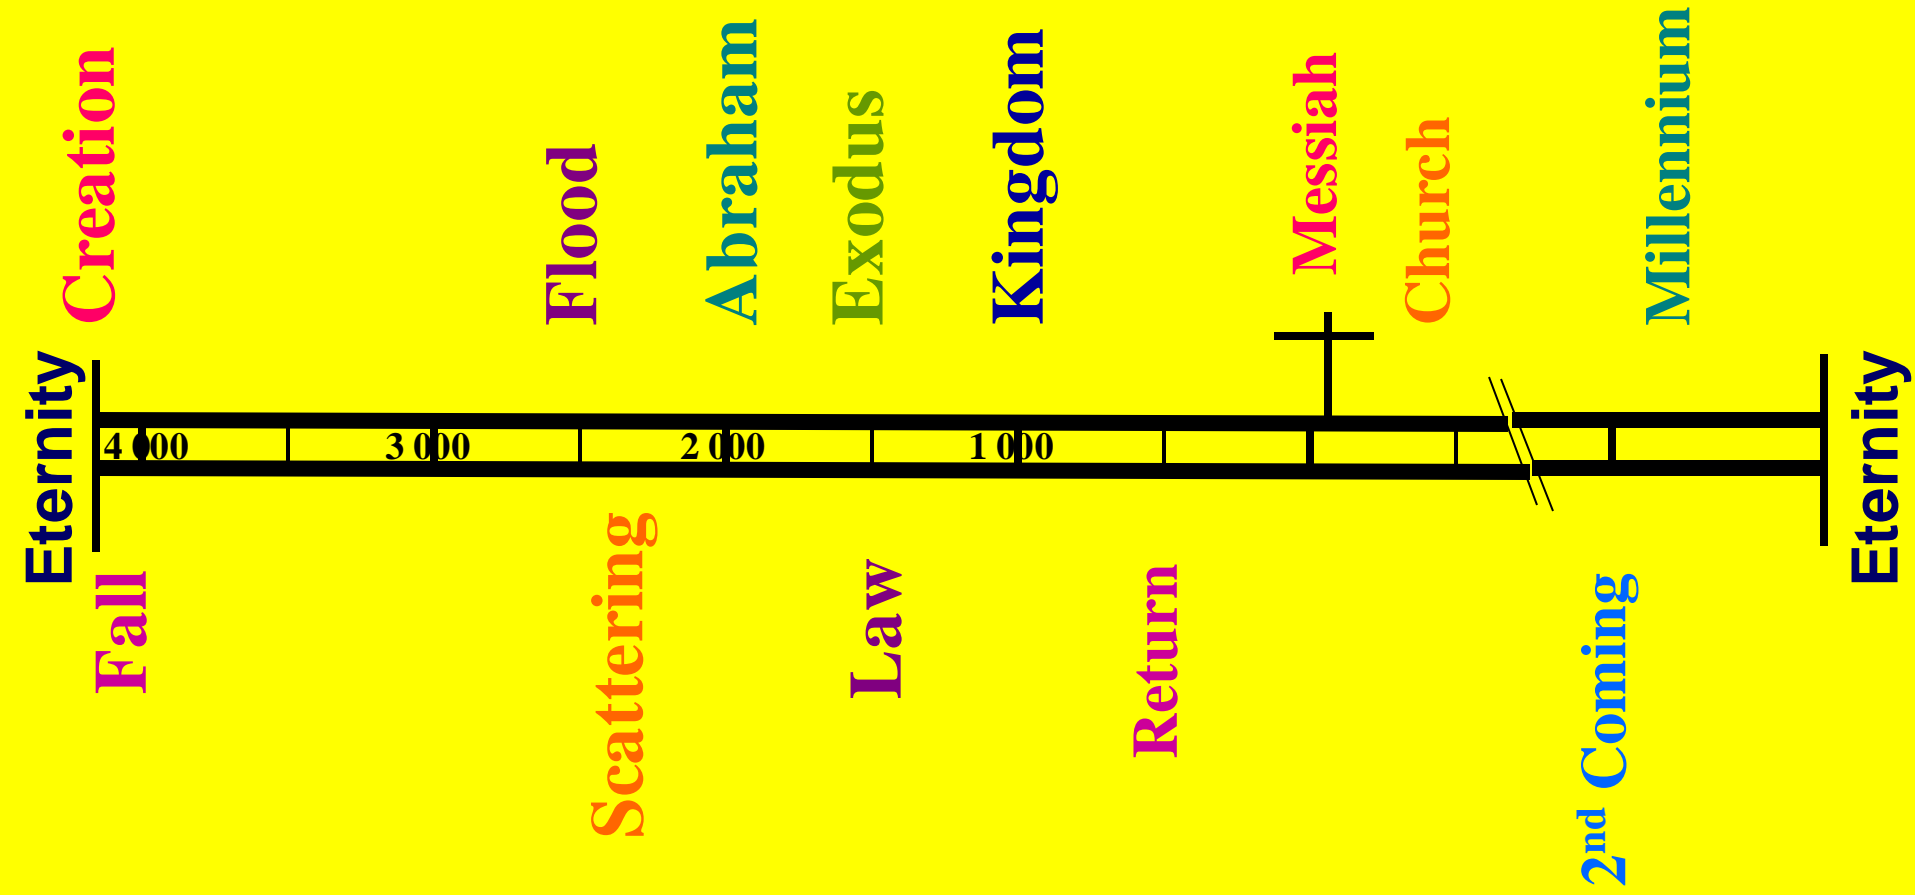 Creation
Flood
Abraham
Exodus
Kingdom
Messiah
Church
Millennium
Eternity
4 000
3 000
2 000
1 000
Eternity
Fall
Scattering
Law
Return
2nd Coming